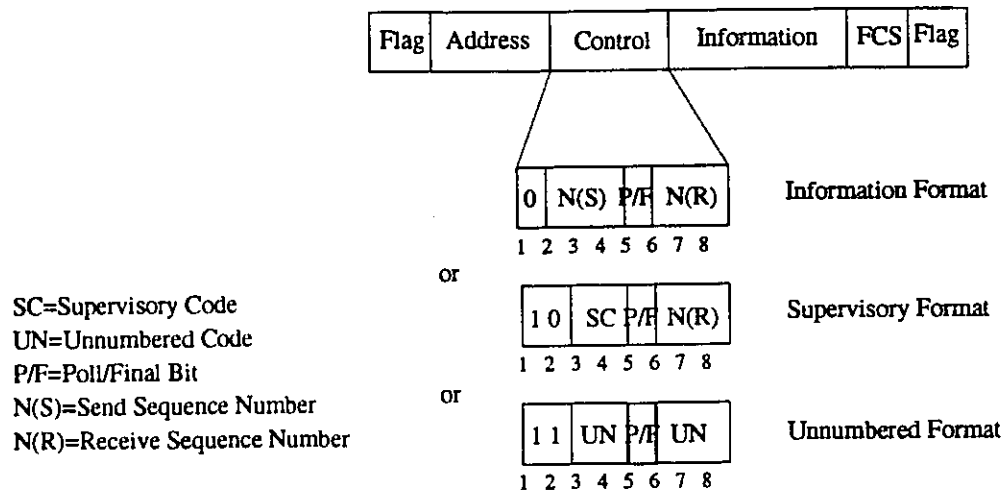 Flag Address Control Information FCS Flag
0 N(S) P/F N(R) Information Format
1 2 3 4 5 6 7 8
or
SC=Supervisory Code
UN=Unnumbered Code
P/F=Poll/Final Bit
N(S)=Send Sequence Number
N(R)=Receive Sequence Number
1 0 SC P/F N(R) Supervisory Format
1 2 3 4 5 6 7 8
or
1 1 UN P/F UN Unnumbered Format
1 2 3 4 5 6 7 8